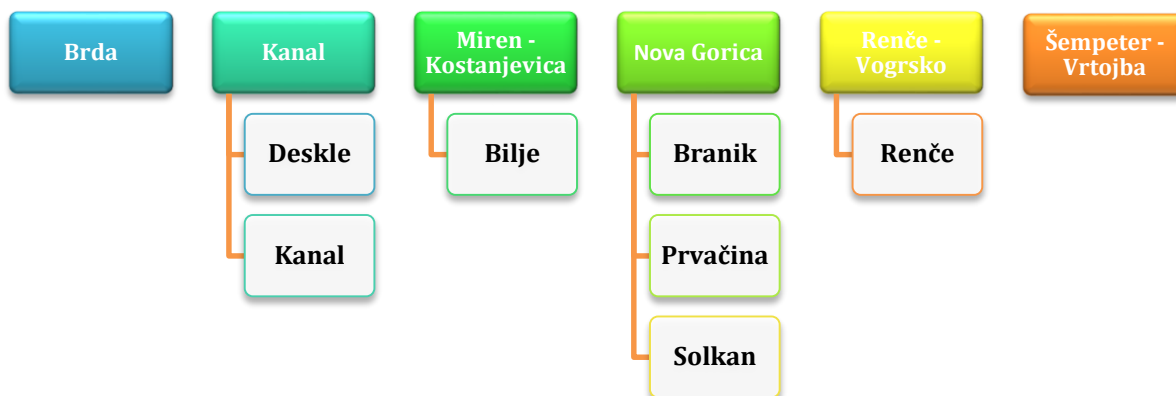 Brda
Kanal
Miren -
Kostanjevica
Nova Gorica
Renče -
Vogrsko
Šempeter -
Vrtojba
Deskle
Kanal
Bilje
Branik
Prvačina
Solkan
Renče